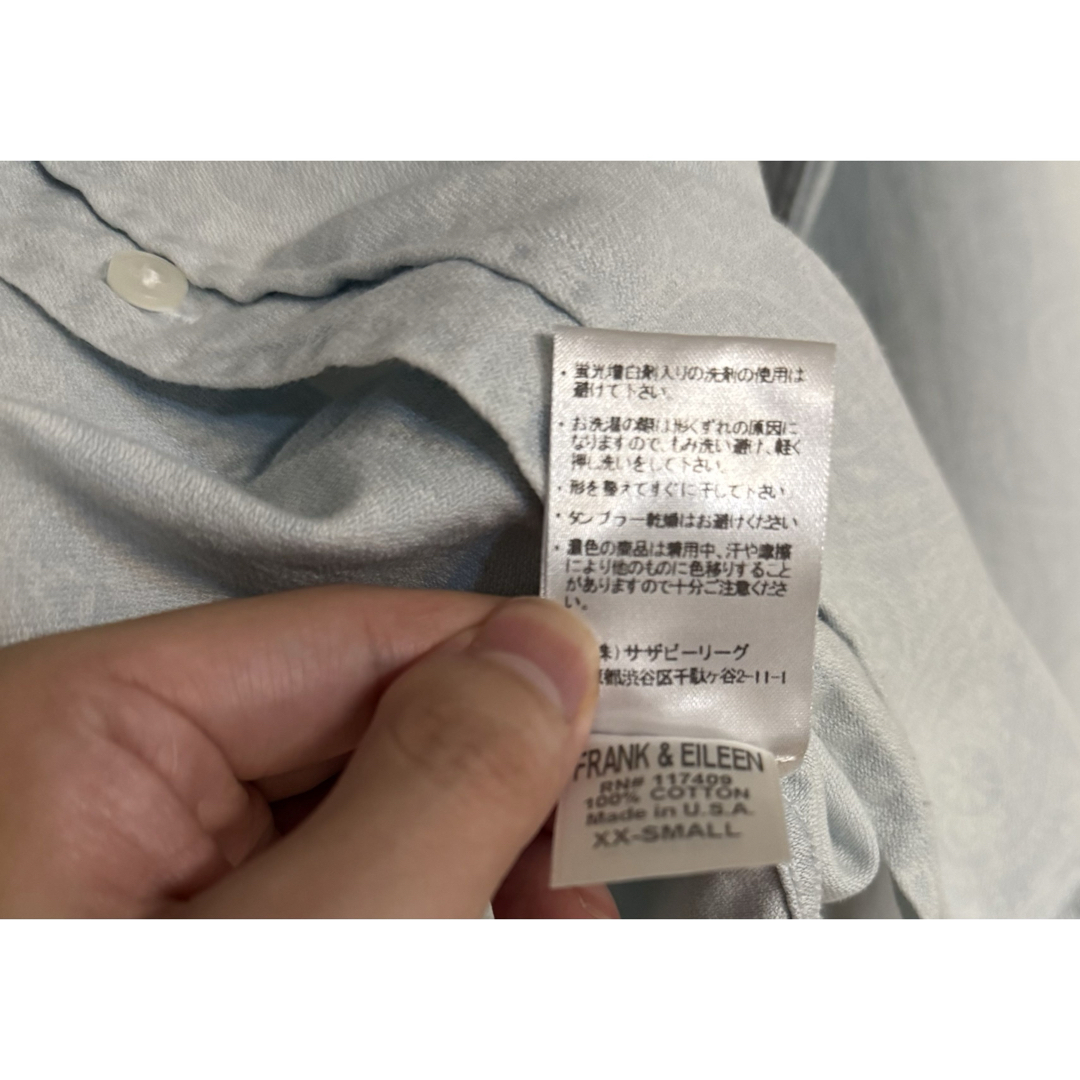 ・蛍光増白剤入りの洗剤の使用は
避けて下さい。
・お洗濯の際は形くずれの原因に
なりますので、もみ洗い避け、軽く
押し洗いをして下さい。
・形を整えてすぐに干して下さい。
・タンブラー乾燥はお避けください
・濃色の商品は着用中、汗や摩擦
により他のものに色移りすること
がありますので十分ご注意くださ
い。
株)サザビーリーグ
都渋谷区千駄ヶ谷2-11-1
FRANK & EILEEN
RN# 117409
100% COTTON
Made in U.S.A.
XX-SMALL